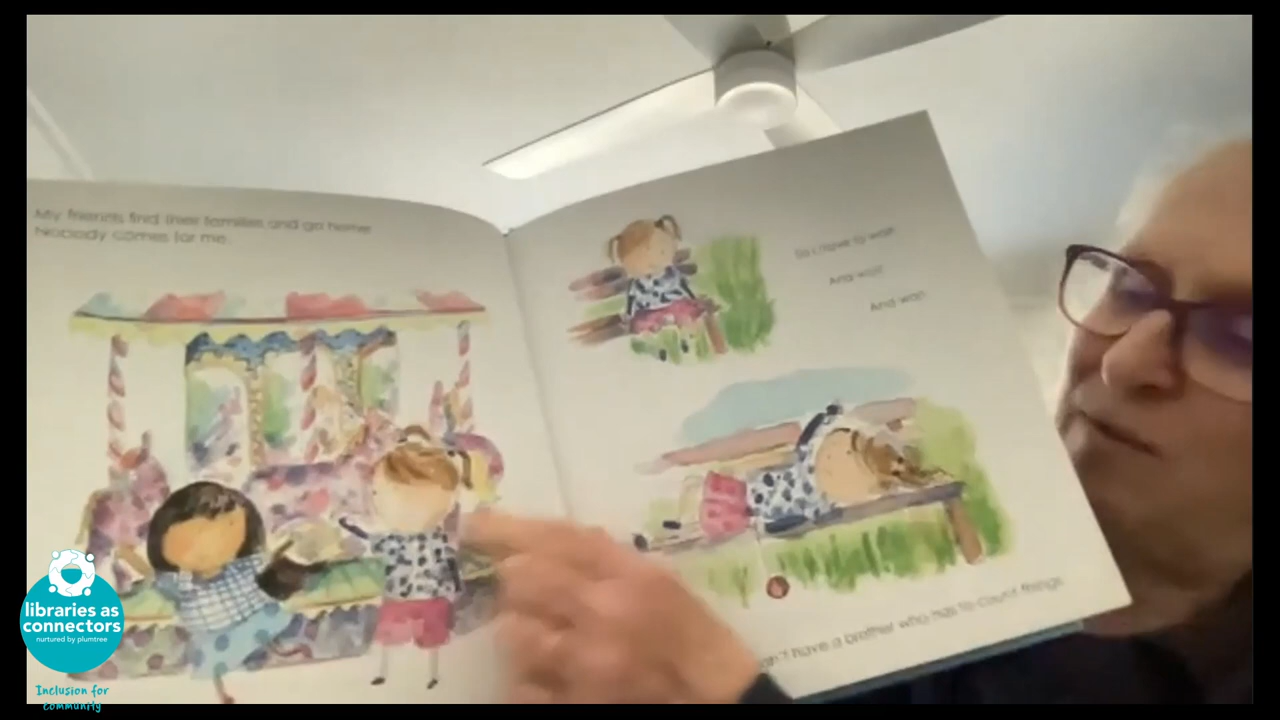 My friends find their families and go home.
Nobody comes for me.
So I have to wait.
And wait.
And wait.
have a brother who has to count things.
libraries as
connectors
nurtured by plumtree
Inclusion for
community